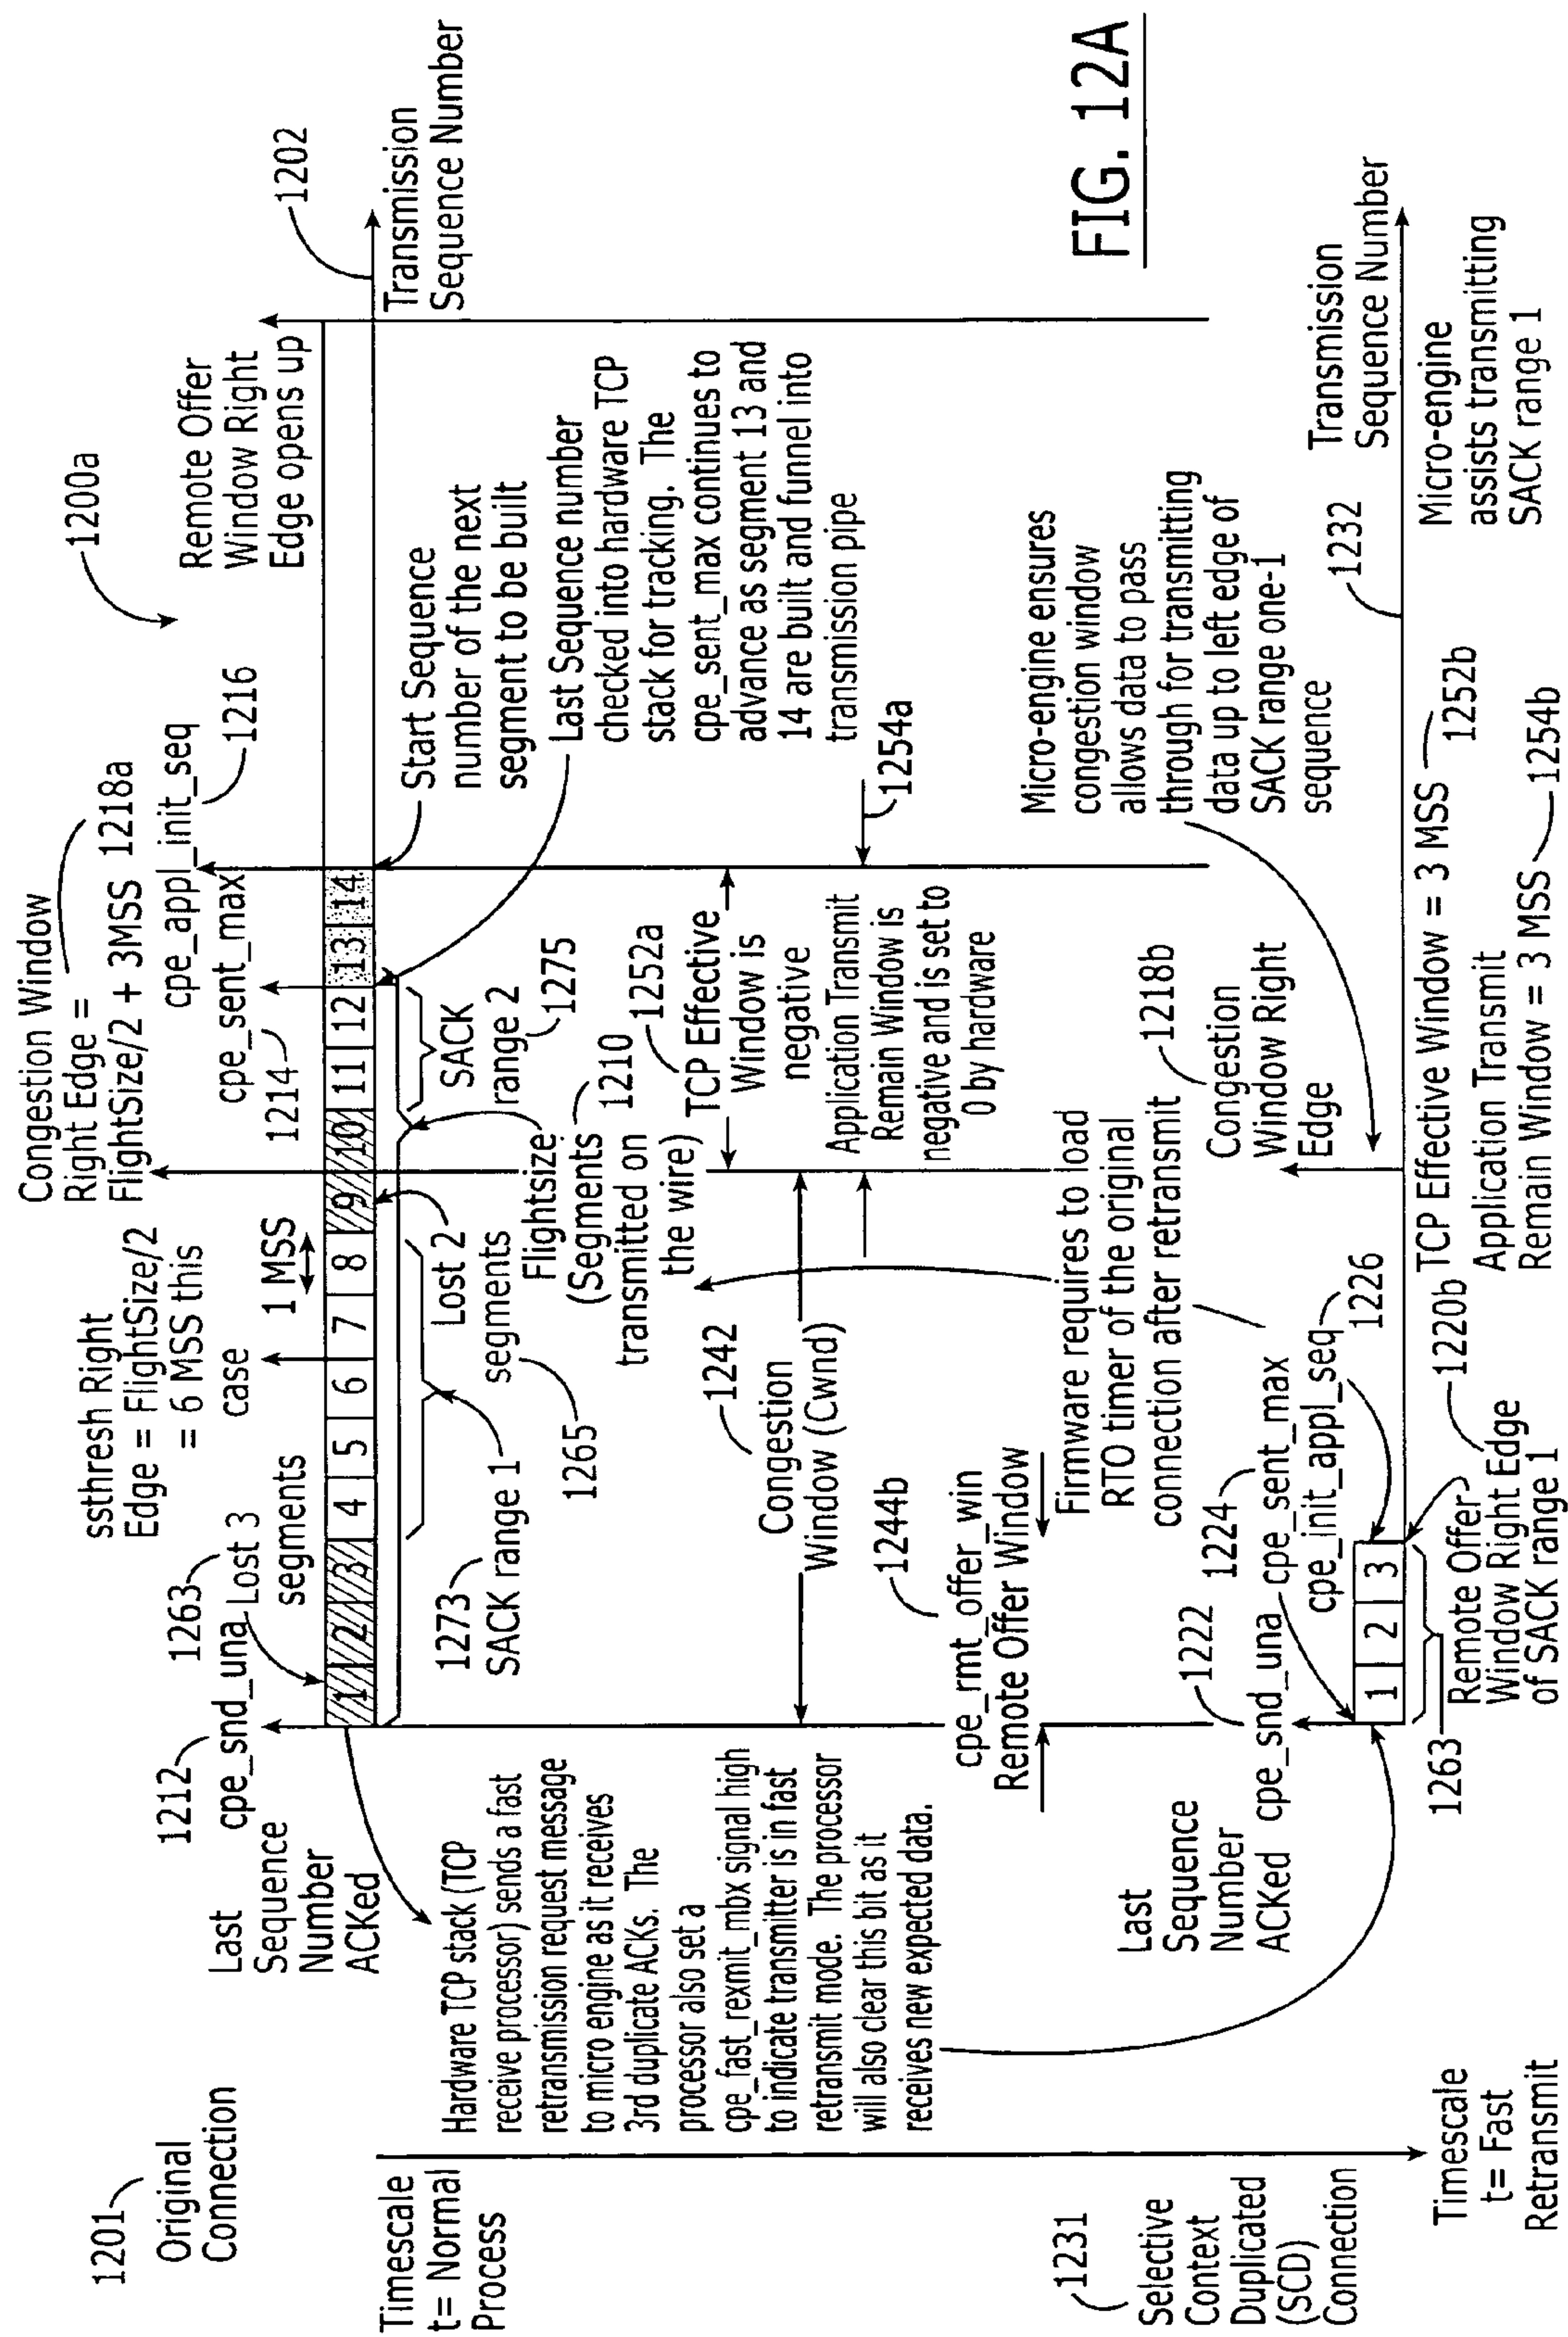 1201
Original
Connection
1212
Last
Sequence
Number
ACKed
cpe_snd_una
1263
Lost 3
segments
ssthresh Right
Edge = FlightSize/2
= 6 MSS this
case
1 MSS
Congestion Window
Right Edge =
FlightSize/2 + 3MSS
1218a
cpe_sent_max
1214
cpe_appl_init_seq
1216
1200a
Remote Offer
Window Right
Edge opens up
1202
Transmission
Sequence Number
1 2 3 4 5 6 7 8 9 10 11 12 13 14
Timescale
t= Normal
Process
Hardware TCP stack (TCP
receive processor) sends a fast
retransmission request message
to micro engine as it receives
3rd duplicate ACKs. The
processor also set a
cpe_fast_rexmit_mbx signal high
to indicate transmitter is in fast
retransmit mode. The processor
will also clear this bit as it
receives new expected data.
1273
SACK range 1
Lost 2
segments
1265
SACK
range 2
1275
Flightsize
(Segments
transmitted on
the wire)
1210
Start Sequence
number of the next
segment to be built
Last Sequence number
checked into hardware TCP
stack for tracking. The
cpe_sent_max continues to
advance as segment 13 and
14 are built and funnel into
transmission pipe
1242
Congestion
Window (Cwnd)
1252a
TCP Effective
Window is
negative
Application Transmit
Remain Window is
negative and is set to
0 by hardware
1254a
1244b
cpe_rmt_offer_win
Remote Offer Window
Firmware requires to load
RTO timer of the original
connection after retransmit
FIG. 12A
1231
Selective
Context
Duplicated
(SCD)
Connection
Last
Sequence
Number
ACKed
1222
cpe_snd_una
1224
cpe_sent_max
cpe_init_appl_seq
1226
1218b
Congestion
Window Right
Edge
Micro-engine ensures
congestion window
allows data to pass
through for transmitting
data up to left edge of
SACK range one-1
sequence
1232
Transmission
Sequence Number
1 2 3
1263
Remote Offer
Window Right Edge
of SACK range 1
1220b
TCP Effective Window = 3 MSS
1252b
Application Transmit
Remain Window = 3 MSS
1254b
Micro-engine
assists transmitting
SACK range 1
Timescale
t= Fast
Retransmit